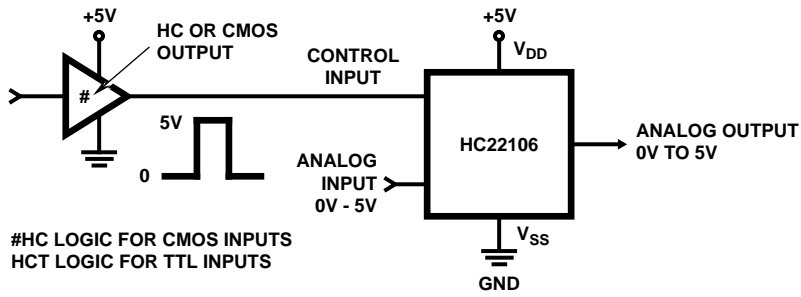 +5V
HC OR CMOS
OUTPUT
#
5V
0
CONTROL
INPUT
+5V
VDD
HC22106
ANALOG
INPUT
0V - 5V
ANALOG OUTPUT
0V TO 5V
VSS
GND
#HC LOGIC FOR CMOS INPUTS
HCT LOGIC FOR TTL INPUTS